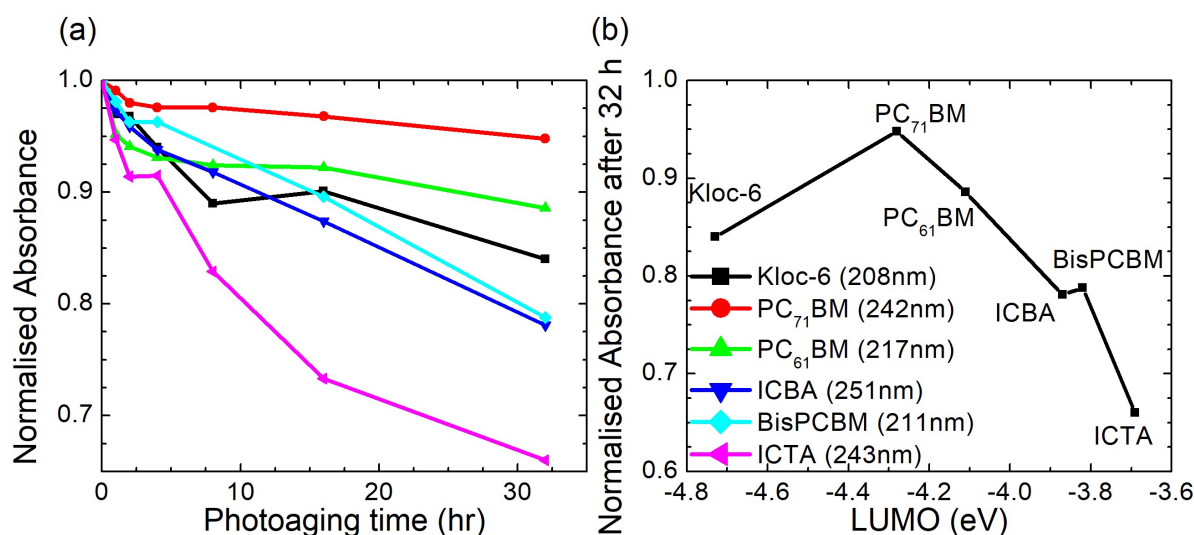 (a)
Normalised Absorbance
1.0
0.9
0.8
0.7
0
10
20
30
Photoaging time (hr)
(b)
Normalised Absorbance after 32 h
1.0
0.9
0.8
0.7
0.6
Kloc-6
PC₇₁BM
PC₆₁BM
BisPCBM
ICBA
ICTA
Kloc-6 (208nm)
PC₇₁BM (242nm)
PC₆₁BM (217nm)
ICBA (251nm)
BisPCBM (211nm)
ICTA (243nm)
-4.8
-4.6
-4.4
-4.2
-4.0
-3.8
-3.6
LUMO (eV)